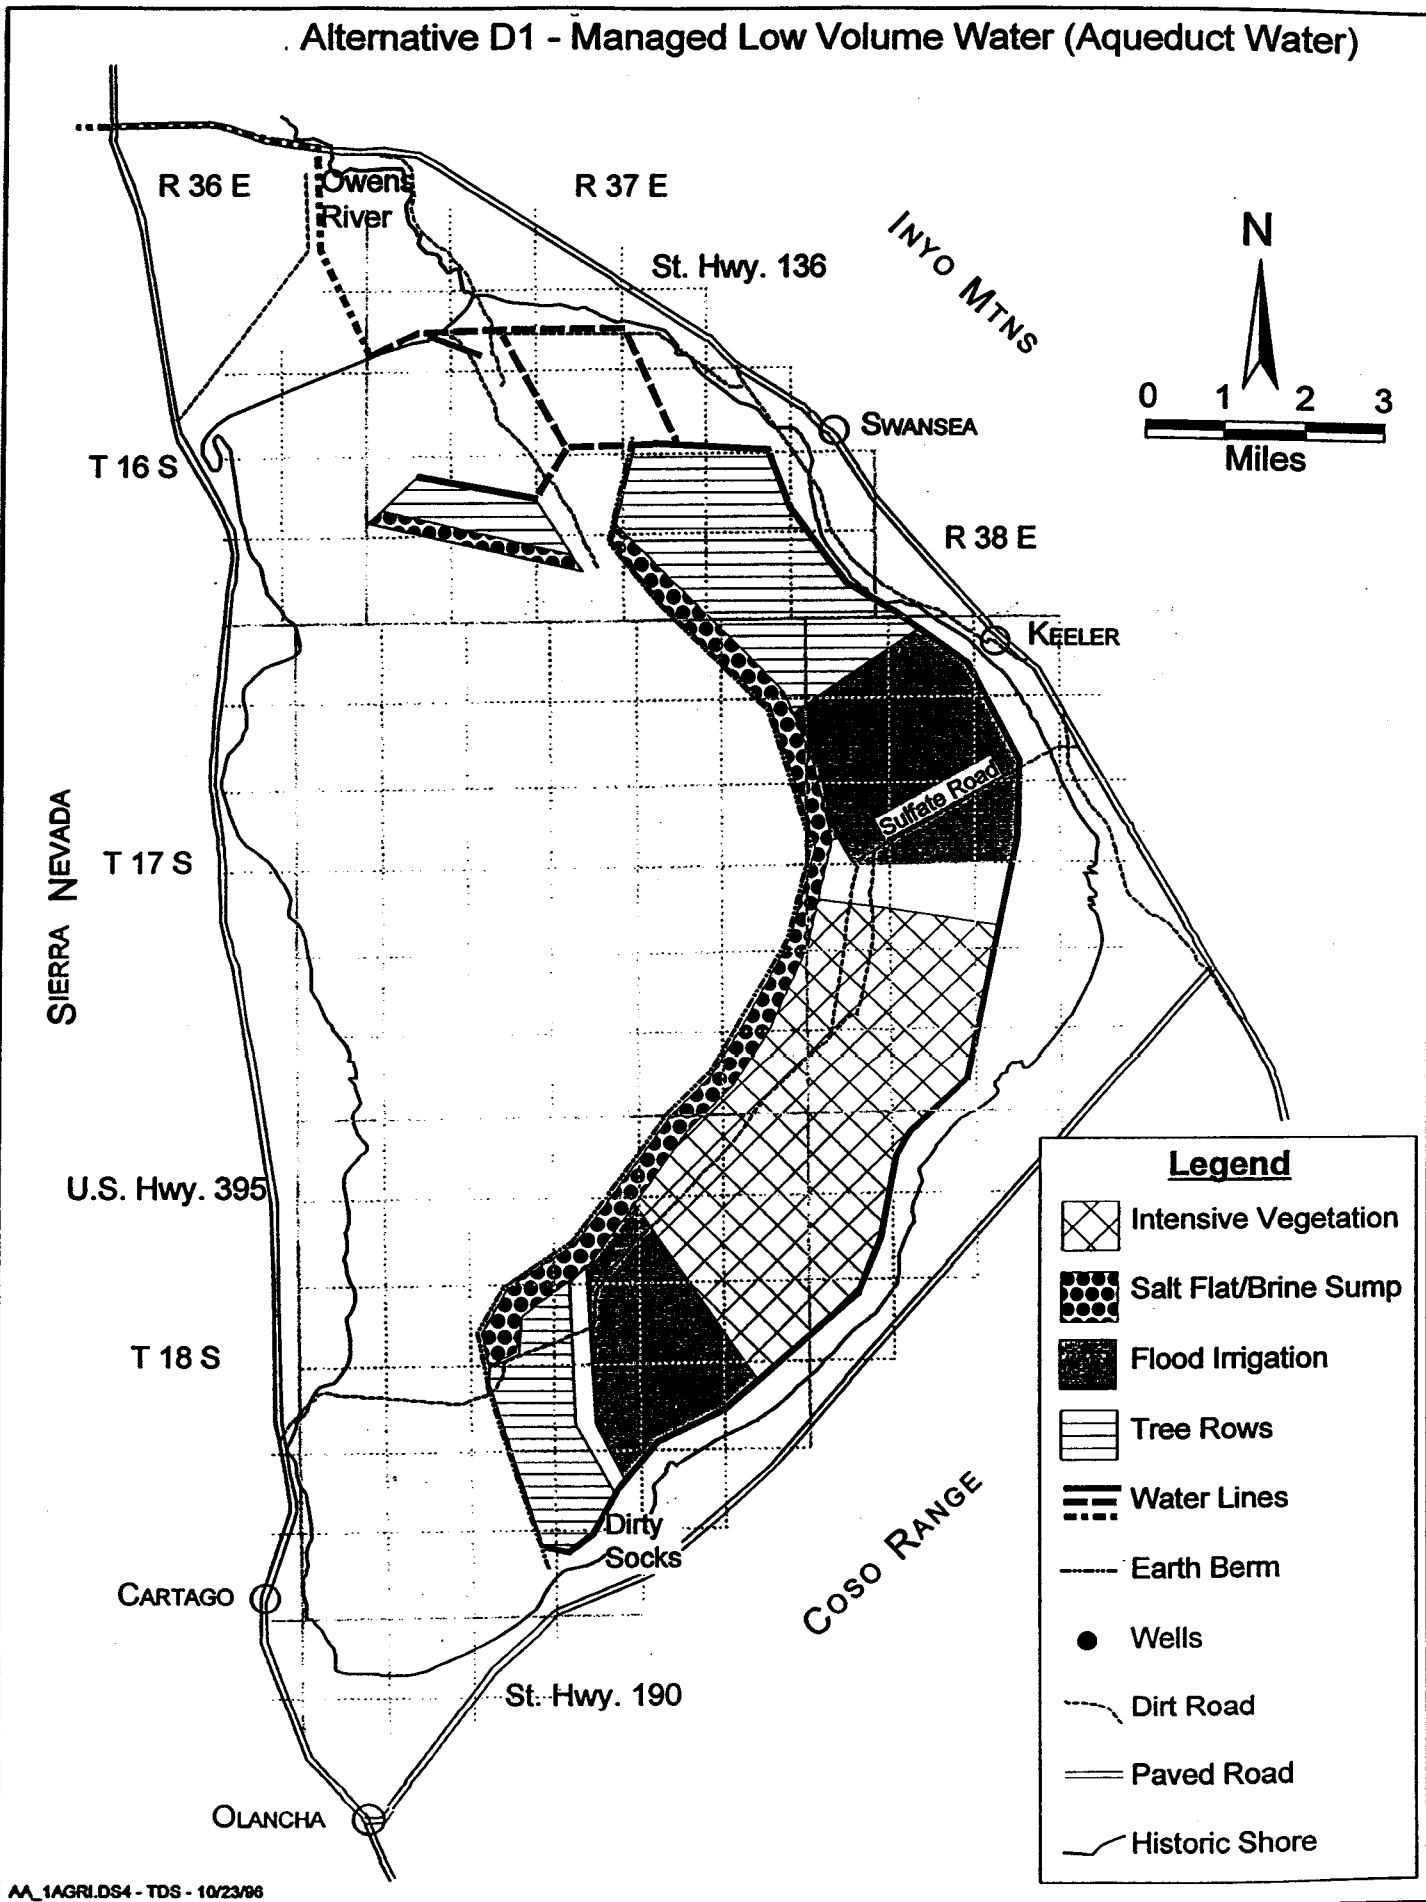 Alternative D1 - Managed Low Volume Water (Aqueduct Water)
R 36 E
Owens
River
R 37 E
St. Hwy. 136
INYO MTNS
N
0 1 2 3
Miles
SWANSEA
T 16 S
R 38 E
KEELER
Sulfate Road
SIERRA NEVADA
T 17 S
U.S. Hwy. 395
T 18 S
Dirty
Socks
COSO RANGE
CARTAGO
St. Hwy. 190
OLANCHA
Legend
Intensive Vegetation
Salt Flat/Brine Sump
Flood Irrigation
Tree Rows
Water Lines
Earth Berm
Wells
Dirt Road
Paved Road
Historic Shore
AA_1AGRI.DS4 - TDS - 10/23/96